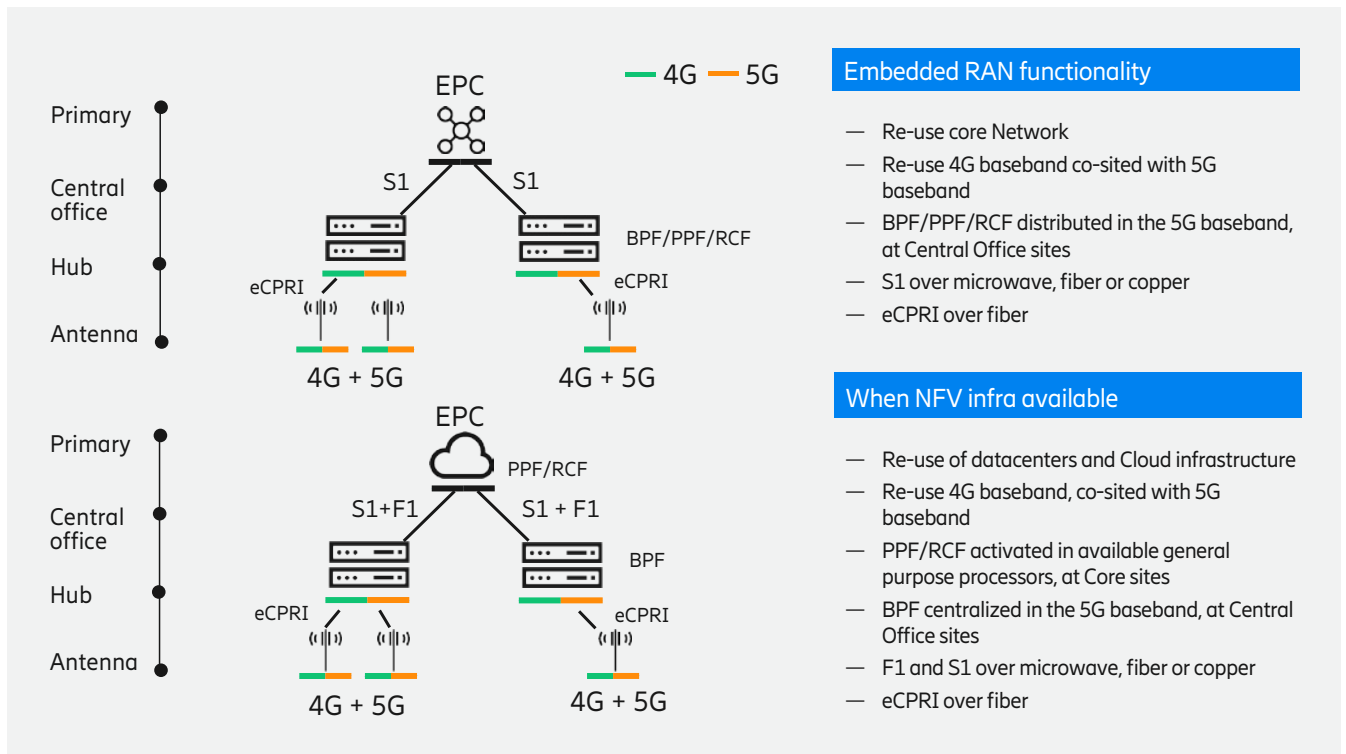 4G 5G
EPC
Primary
Central
office
Hub
Antenna
S1 S1
BPF/PPF/RCF
eCPRI eCPRI
4G + 5G 4G + 5G
Embedded RAN functionality
— Re-use core Network
— Re-use 4G baseband co-sited with 5G
baseband
— BPF/PPF/RCF distributed in the 5G baseband,
at Central Office sites
— S1 over microwave, fiber or copper
— eCPRI over fiber
EPC
PPF/RCF
Primary
Central
office
Hub
Antenna
S1+F1 S1 + F1
BPF
eCPRI eCPRI
4G + 5G 4G + 5G
When NFV infra available
— Re-use of datacenters and Cloud infrastructure
— Re-use 4G baseband, co-sited with 5G
baseband
— PPF/RCF activated in available general
purpose processors, at Core sites
— BPF centralized in the 5G baseband, at Central
Office sites
— F1 and S1 over microwave, fiber or copper
— eCPRI over fiber